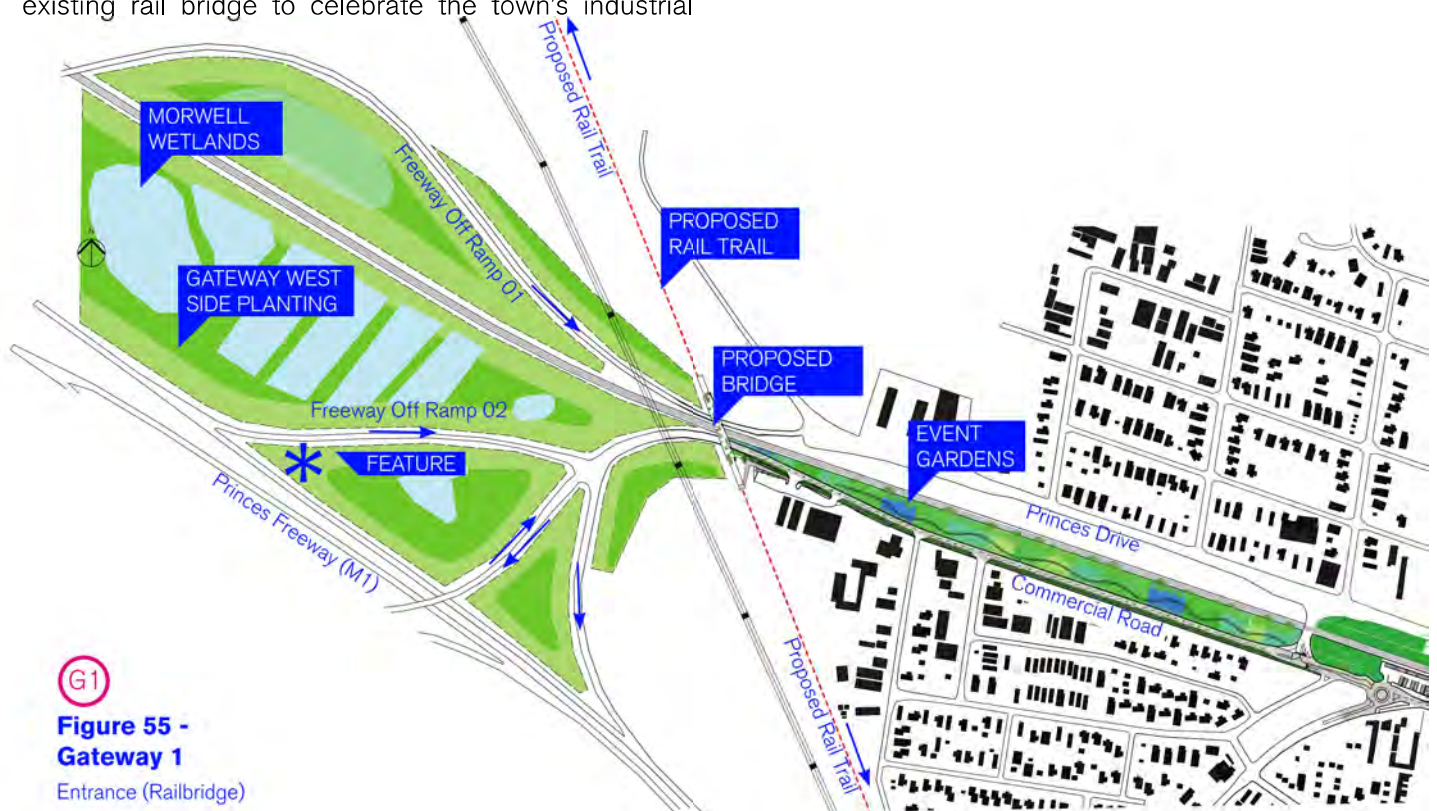 existing rail bridge to celebrate the town's industrial
Proposed Rail Trail
MORWELL
WETLANDS
Freeway Off Ramp 01
PROPOSED
RAIL TRAIL
N
GATEWAY WEST
SIDE PLANTING
PROPOSED
BRIDGE
Freeway Off Ramp 02
EVENT
GARDENS
FEATURE
Princes Freeway (M1)
Princes Drive
Commercial Road
Proposed Rail Trail
G1
Figure 55 -
Gateway 1
Entrance (Railbridge)